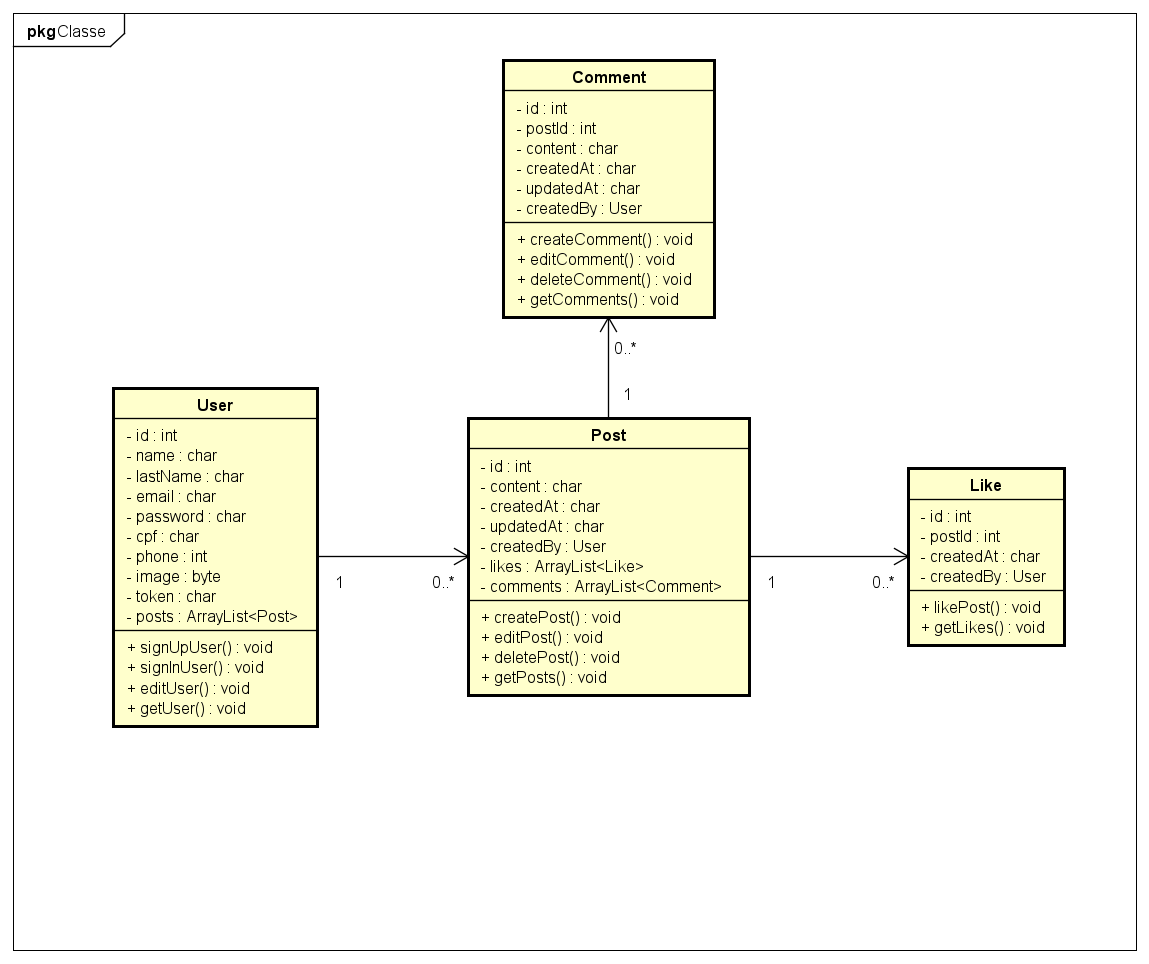 pkg Classe
Comment
- id : int
- postId : int
- content : char
- createdAt : char
- updatedAt : char
- createdBy : User
+ createComment() : void
+ editComment() : void
+ deleteComment() : void
+ getComments() : void
0..*
1
User
- id : int
- name : char
- lastName : char
- email : char
- password : char
- cpf : char
- phone : int
- image : byte
- token : char
- posts : ArrayList<Post>
+ signUpUser() : void
+ signInUser() : void
+ editUser() : void
+ getUser() : void
1
0..*
Post
- id : int
- content : char
- createdAt : char
- updatedAt : char
- createdBy : User
- likes : ArrayList<Like>
- comments : ArrayList<Comment>
+ createPost() : void
+ editPost() : void
+ deletePost() : void
+ getPosts() : void
1
0..*
Like
- id : int
- postId : int
- createdAt : char
- createdBy : User
+ likePost() : void
+ getLikes() : void